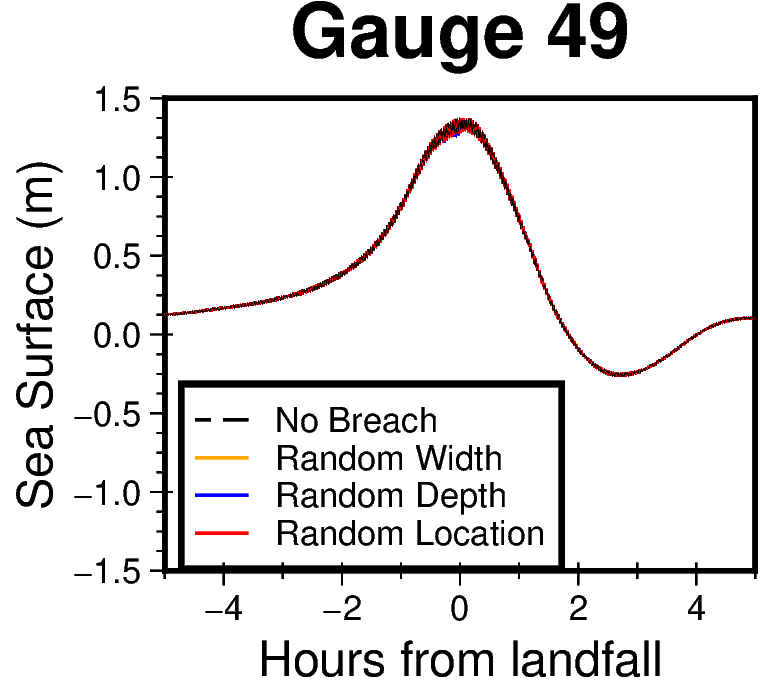 Gauge 49
1.5
1.0
0.5
0.0
−0.5
−1.0
−1.5
Sea Surface (m)
No Breach
Random Width
Random Depth
Random Location
−4 −2 0 2 4
Hours from landfall